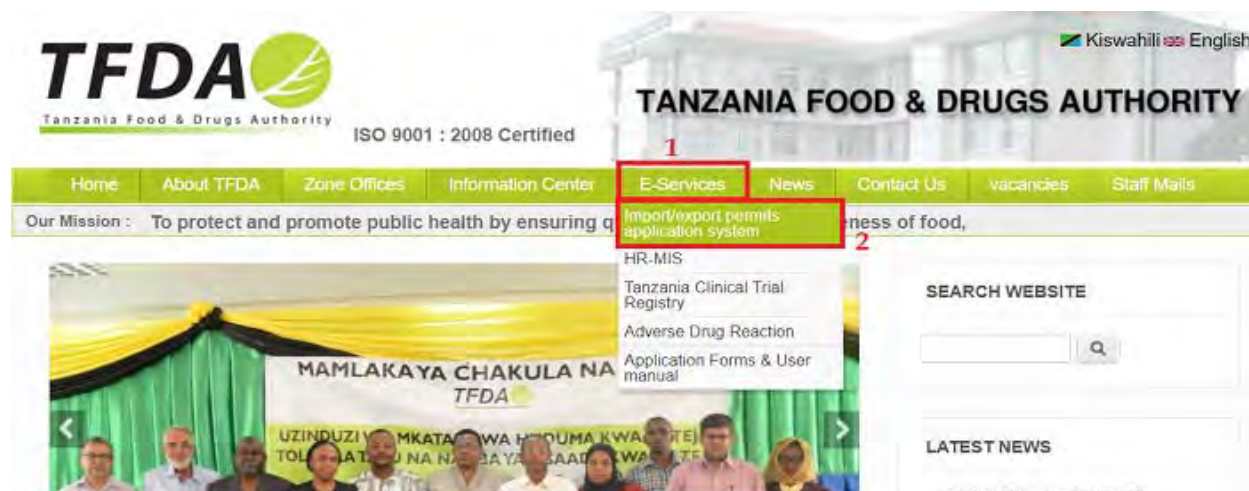 Kiswahili English
TFDA
Tanzania Food & Drugs Authority
ISO 9001 : 2008 Certified
TANZANIA FOOD & DRUGS AUTHORITY
1
Home About TFDA Zone Offices Information Center E-Services News Contact Us vacancies Staff Mails
Our Mission : To protect and promote public health by ensuring q eness of food,
Import/export permits
application system
2
HR-MIS
Tanzania Clinical Trial
Registry
Adverse Drug Reaction
Application Forms & User
manual
SEARCH WEBSITE
MAMLAKA YA CHAKULA NA
TFDA
UZINDUZI
LATEST NEWS